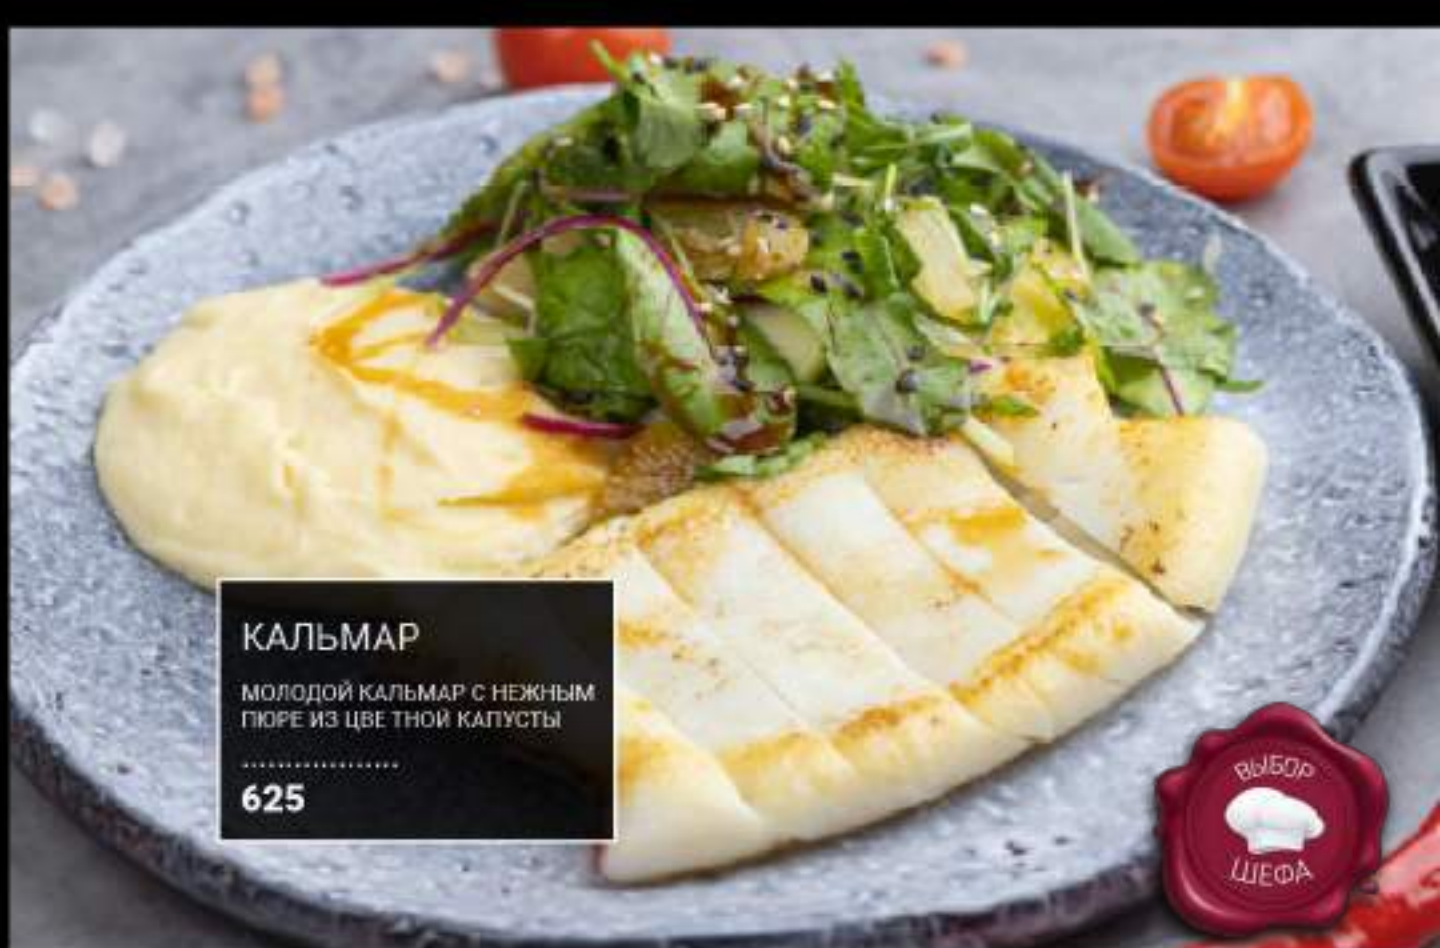 КАЛЬМАР
МОЛОДОЙ КАЛЬМАР С НЕЖНЫМ
ПЮРЕ ИЗ ЦВЕ ТНОЙ КАПУСТЫ
625
ВЫБОР
ШЕФА